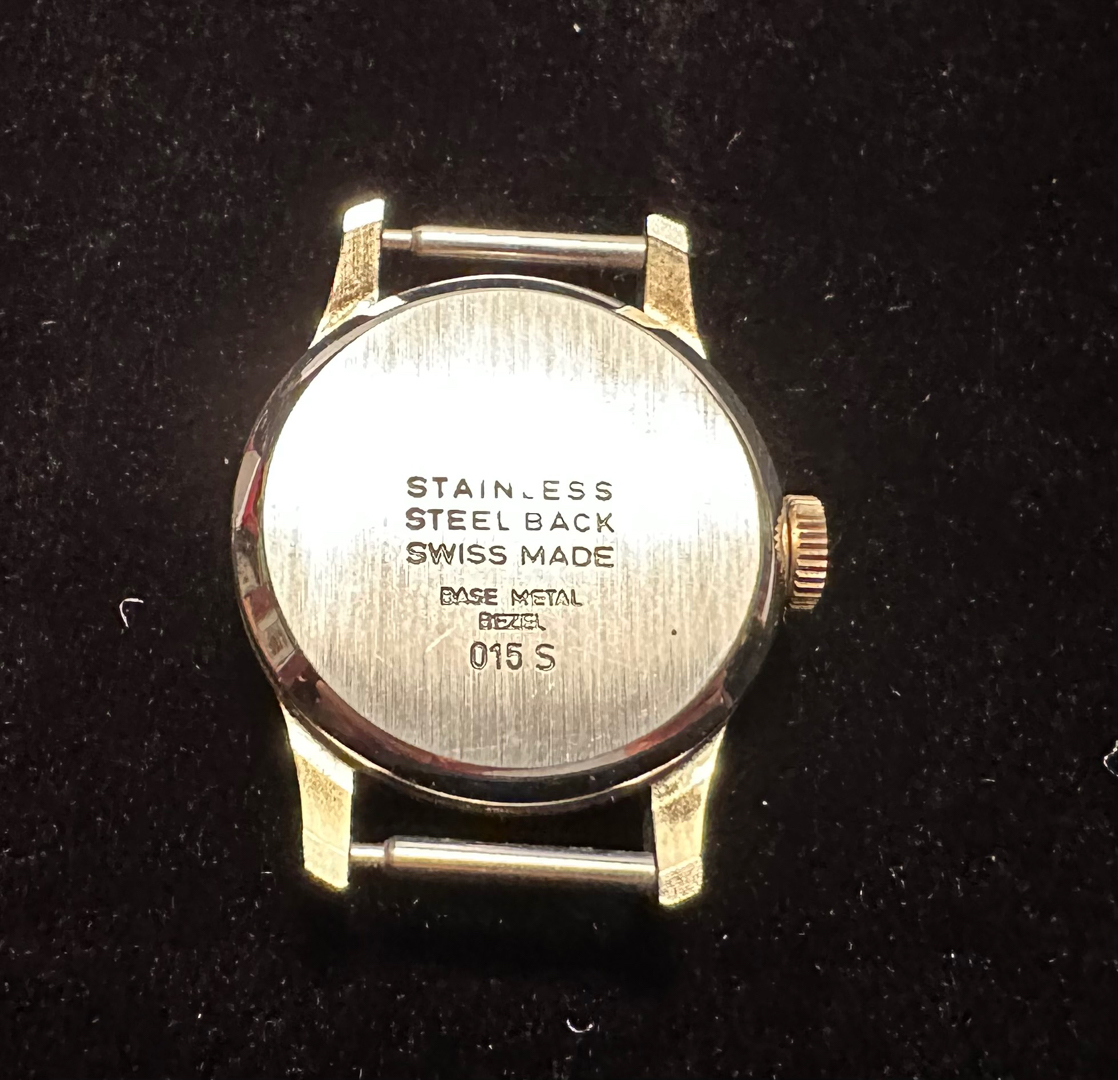 STAINLESS
STEEL BACK
SWISS MADE
BASE METAL
BEZEL
015 S